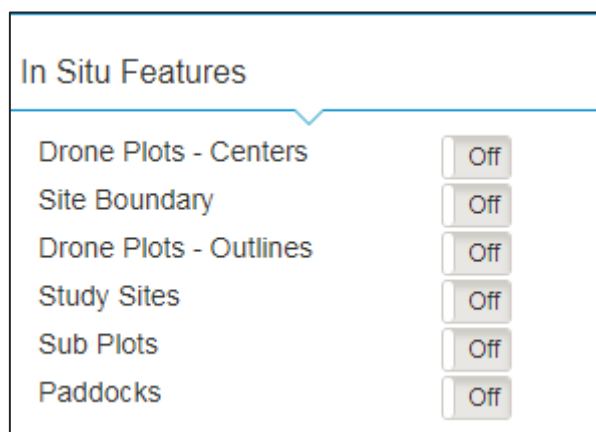 In Situ Features
Drone Plots - Centers Off
Site Boundary Off
Drone Plots - Outlines Off
Study Sites Off
Sub Plots Off
Paddocks Off